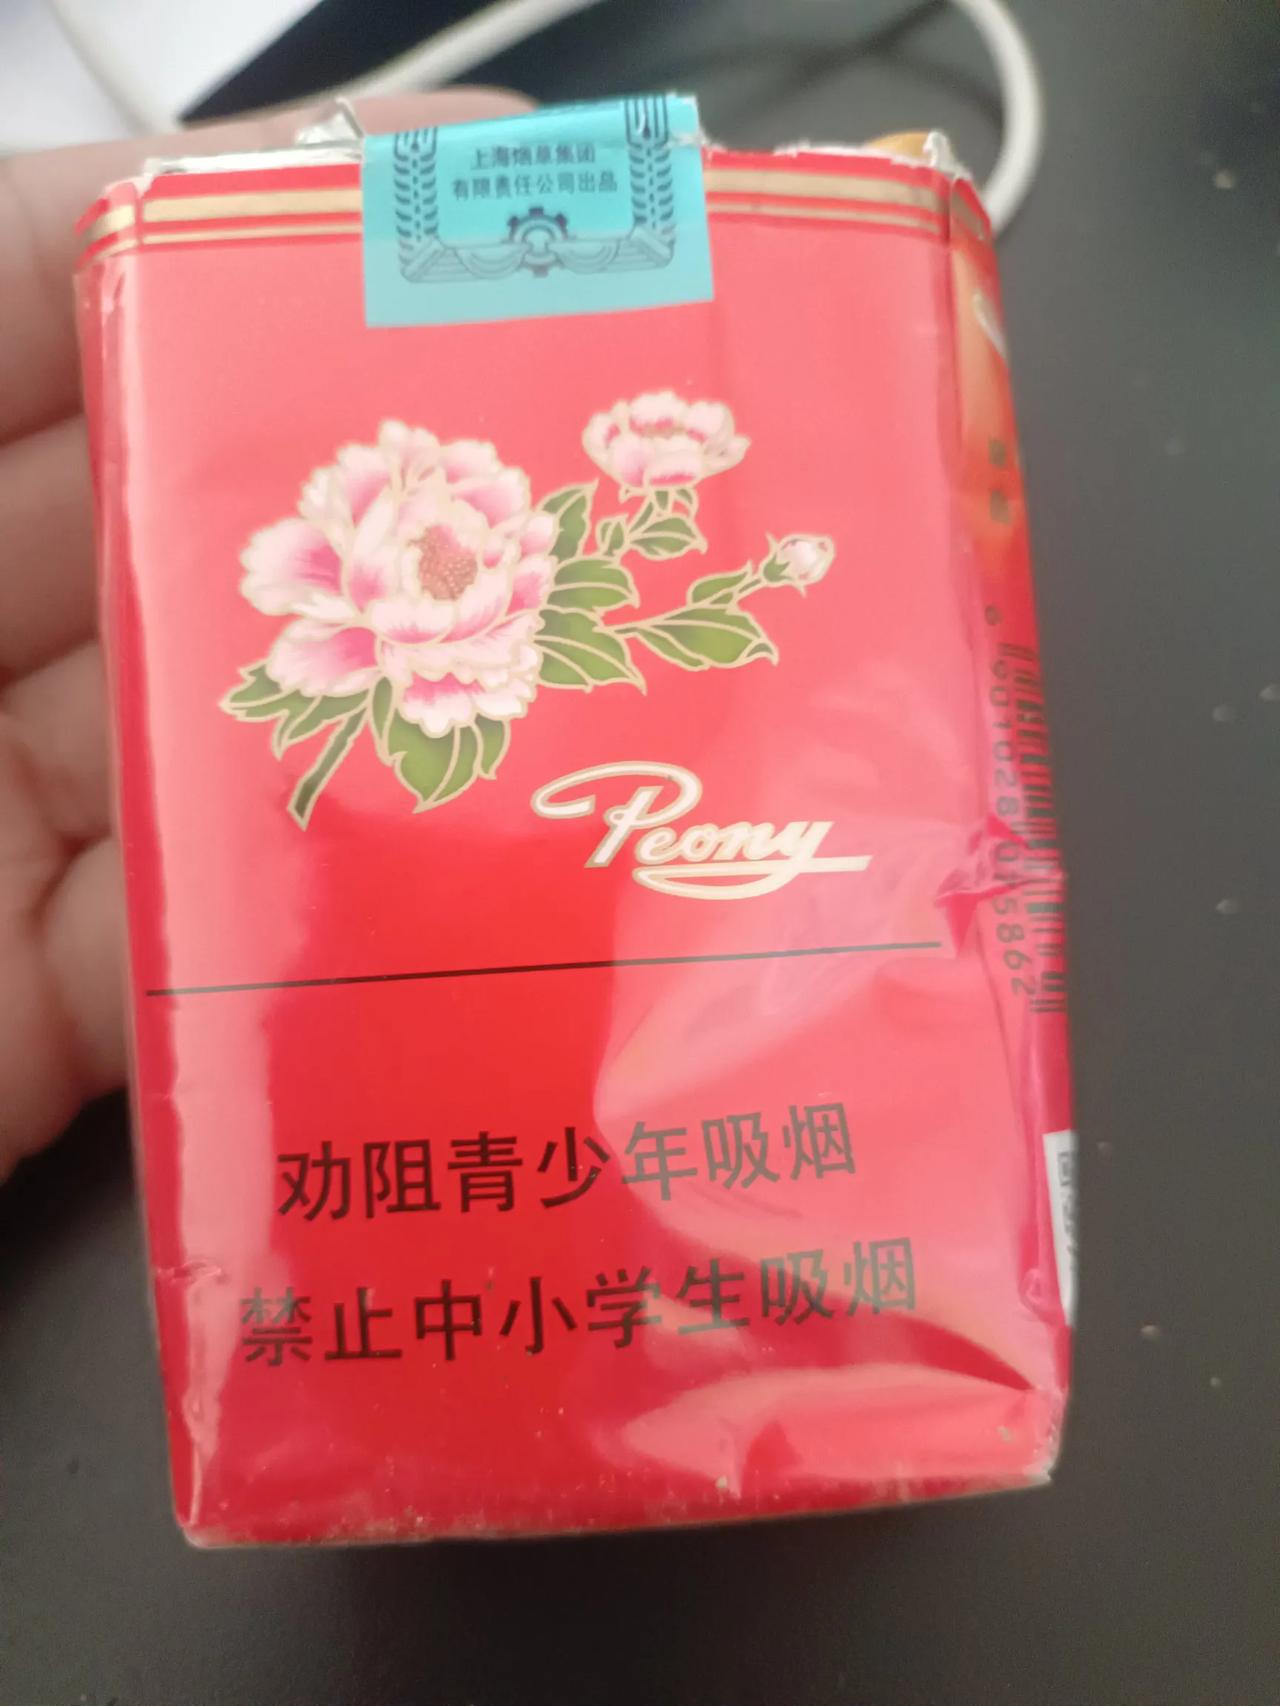 上海烟草集团
有限责任公司出品
Peony
劝阻青少年吸烟
禁止中小学生吸烟